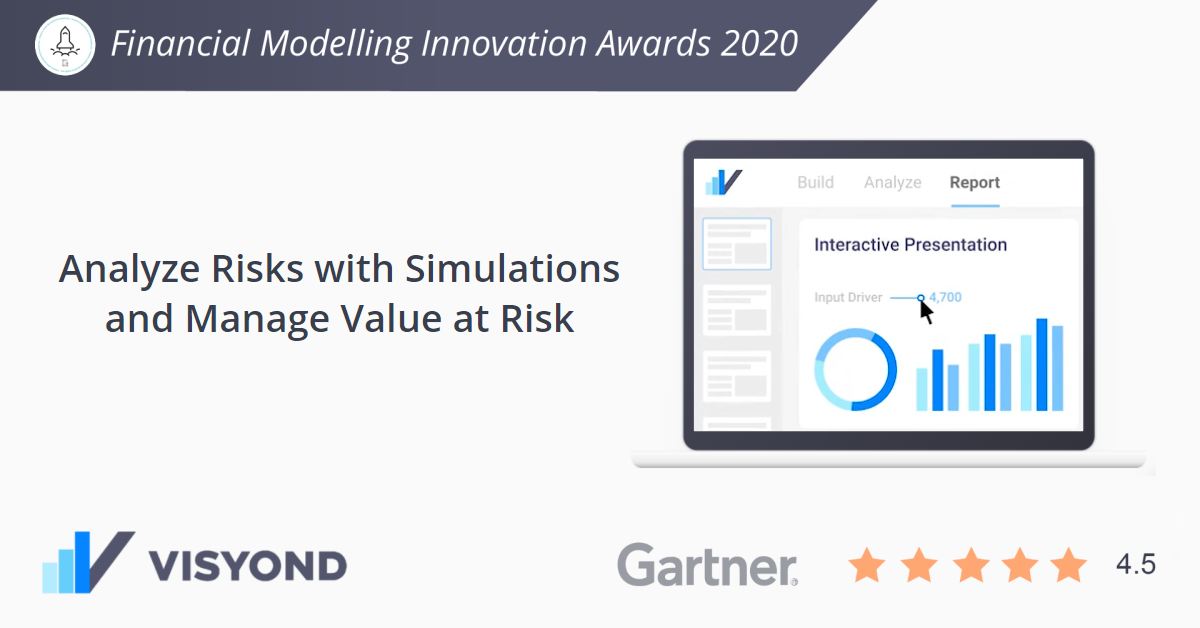 Financial Modelling Innovation Awards 2020
Analyze Risks with Simulations
and Manage Value at Risk
Build Analyze Report
Interactive Presentation
Input Driver 4,700
VISYOND
Gartner 4.5